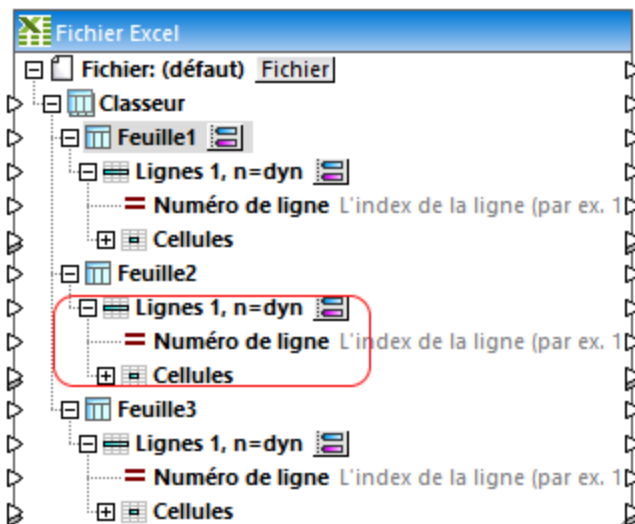 Fichier Excel
Fichier: (défaut) Fichier
Classeur
Feuille1
Lignes 1, n=dyn
Numéro de ligne L'index de la ligne (par ex. 1
Cellules
Feuille2
Lignes 1, n=dyn
Numéro de ligne L'index de la ligne (par ex. 1
Cellules
Feuille3
Lignes 1, n=dyn
Numéro de ligne L'index de la ligne (par ex. 1
Cellules